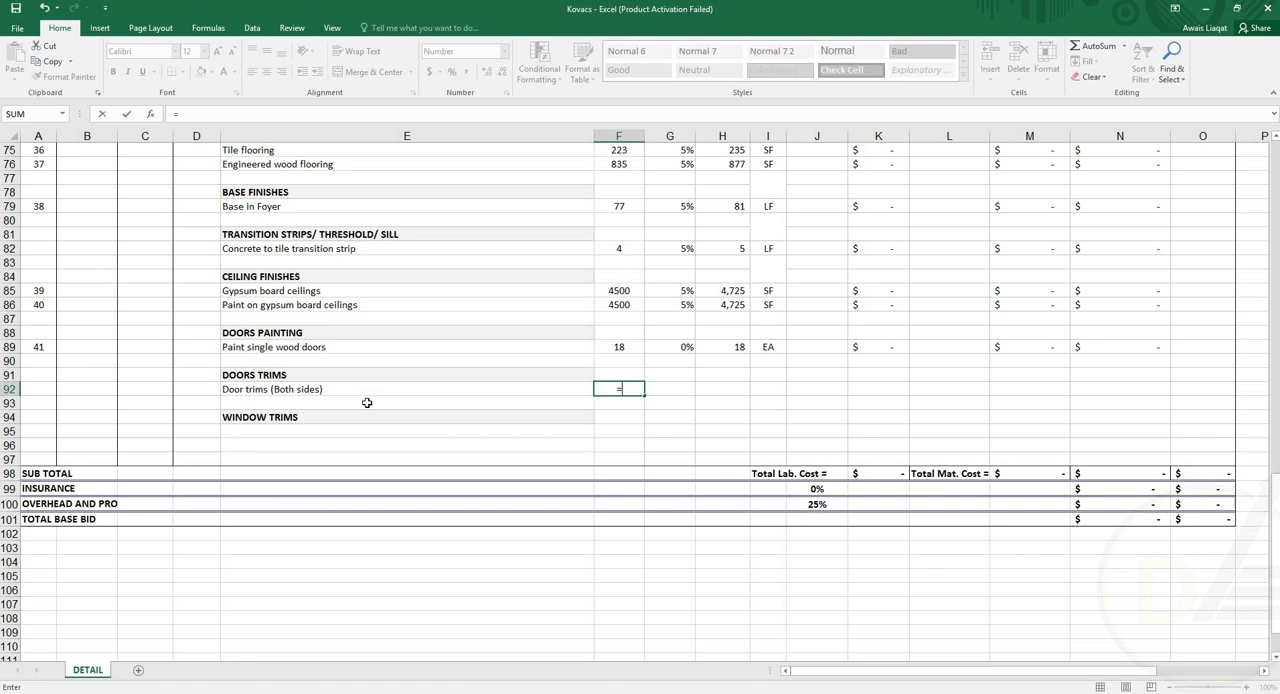 Kovacs - Excel (Product Activation Failed)
File Home Insert Page Layout Formulas Data Review View Tell me what you want to do... Awais Liaqat Share
Cut Calibri 12 Wrap Text Number Normal 6 Normal 7 Normal 7 2 Normal Bad AutoSum
Copy Fill
Paste Format Painter B I U Merge & Center $ % Conditional Formatting Format as Table Good Neutral Calculation Check Cell Explanatory ... Insert Delete Format Clear Sort & Filter Find & Select
Clipboard Font Alignment Number Styles Cells Editing
SUM fx =
A B C D E F G H I J K L M N O P
75 36 Tile flooring 223 5% 235 SF $ - $ - $ -
76 37 Engineered wood flooring 835 5% 877 SF $ - $ - $ -
77
78 BASE FINISHES
79 38 Base in Foyer 77 5% 81 LF $ - $ - $ -
80
81 TRANSITION STRIPS/ THRESHOLD/ SILL
82 Concrete to tile transition strip 4 5% 5 LF $ - $ - $ -
83
84 CEILING FINISHES
85 39 Gypsum board ceilings 4500 5% 4,725 SF $ - $ - $ -
86 40 Paint on gypsum board ceilings 4500 5% 4,725 SF $ - $ - $ -
87
88 DOORS PAINTING
89 41 Paint single wood doors 18 0% 18 EA $ - $ - $ -
90
91 DOORS TRIMS
92 Door trims (Both sides) =
93
94 WINDOW TRIMS
95
96
97
98 SUB TOTAL Total Lab. Cost = $ - Total Mat. Cost = $ - $ - $ -
99 INSURANCE 0% $ - $ -
100 OVERHEAD AND PRO 25% $ - $ -
101 TOTAL BASE BID $ - $ -
102
103
104
105
106
107
108
109
110
111
DETAIL
Enter 100%